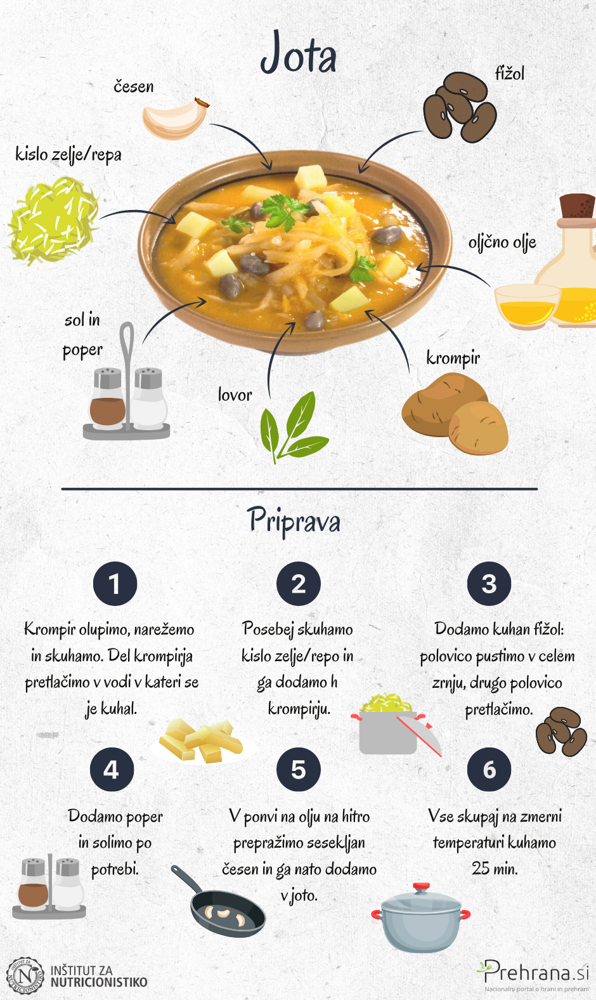 Jota
česen
fižol
kislo zelje/repa
oljčno olje
sol in
poper
krompir
lovor
Priprava
1
Krompir olupimo, narežemo
in skuhamo. Del krompirja
pretlačimo v vodi v kateri se
je kuhal.
2
Posebej skuhamo
kislo zelje/repo in
ga dodamo h
krompirju.
3
Dodamo kuhan fižol:
polovico pustimo v celem
zrnju, drugo polovico
pretlačimo.
4
Dodamo poper
in solimo po
potrebi.
5
V ponvi na olju na hitro
prepražimo sesekljan
česen in ga nato dodamo
v joto.
6
Vse skupaj na zmerni
temperaturi kuhamo
25 min.
INŠTITUT ZA
NUTRICIONISTIKO
N
INŠTITUT ZA
NUTRICIONISTIKO
Prehrana.si
Nacionalni portal o hrani in prehrani